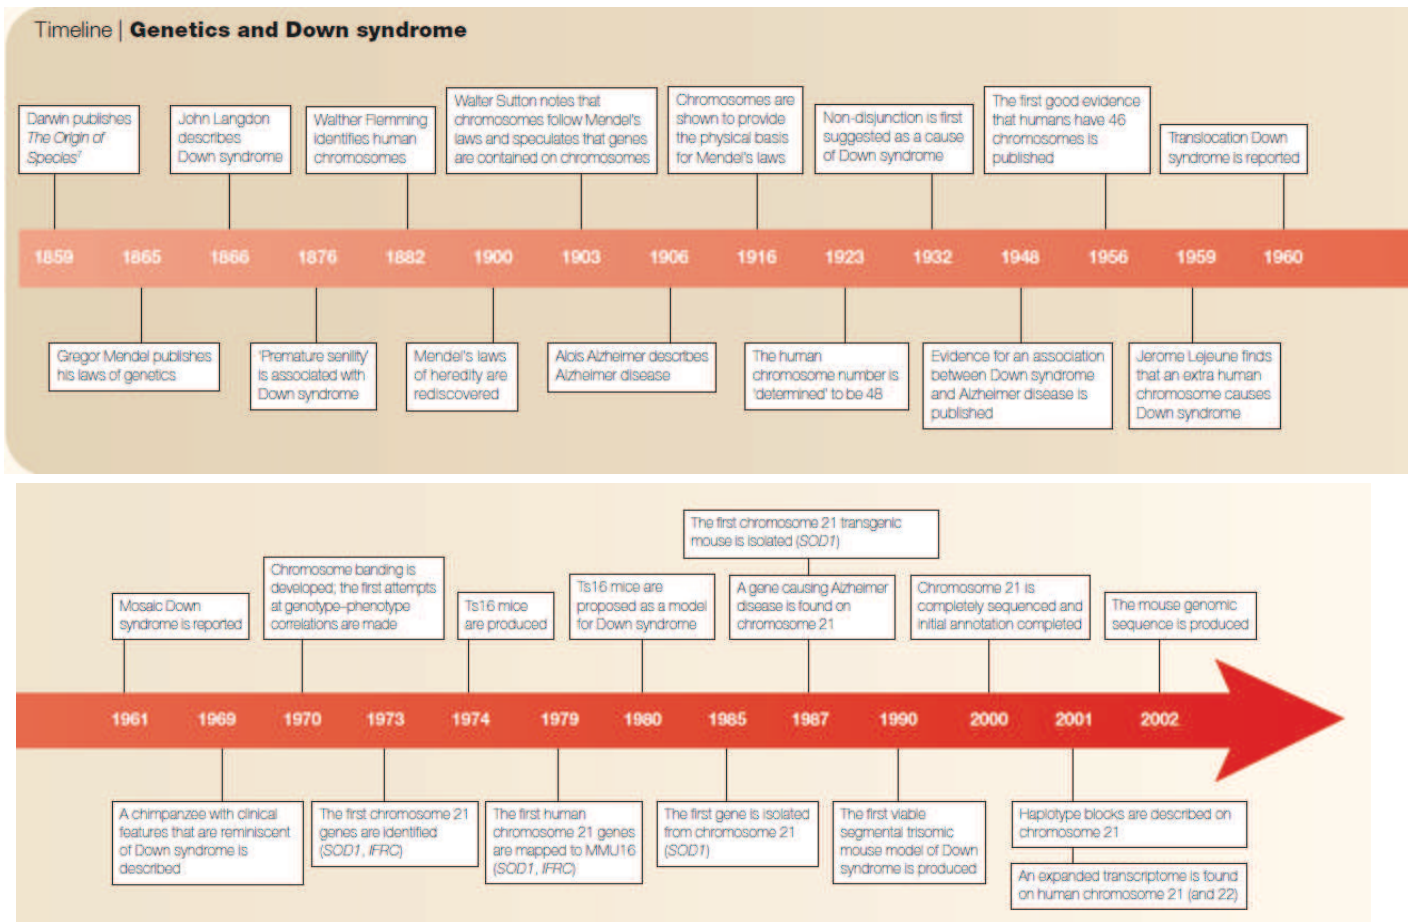 Timeline | Genetics and Down syndrome
Darwin publishes
The Origin of
Species7
John Langdon
describes
Down syndrome
Walther Flemming
identifies human
chromosomes
Walter Sutton notes that
chromosomes follow Mendel's
laws and speculates that genes
are contained on chromosomes
Chromosomes are
shown to provide
the physical basis
for Mendel's laws
Non-disjunction is first
suggested as a cause
of Down syndrome
The first good evidence
that humans have 46
chromosomes is
published
Translocation Down
syndrome is reported
1859 1865 1866 1876 1882 1900 1903 1906 1916 1923 1932 1948 1956 1959 1960
Gregor Mendel publishes
his laws of genetics
'Premature senility'
is associated with
Down syndrome
Mendel's laws
of heredity are
rediscovered
Alois Alzheimer describes
Alzheimer disease
The human
chromosome number is
'determined' to be 48
Evidence for an association
between Down syndrome
and Alzheimer disease is
published
Jerome Lejeune finds
that an extra human
chromosome causes
Down syndrome
Mosaic Down
syndrome is reported
Chromosome banding is
developed; the first attempts
at genotype–phenotype
correlations are made
Ts16 mice
are produced
Ts16 mice are
proposed as a model
for Down syndrome
The first chromosome 21 transgenic
mouse is isolated (SOD1)
A gene causing Alzheimer
disease is found on
chromosome 21
Chromosome 21 is
completely sequenced and
initial annotation completed
The mouse genomic
sequence is produced
1961 1969 1970 1973 1974 1979 1980 1985 1987 1990 2000 2001 2002
A chimpanzee with clinical
features that are reminiscent
of Down syndrome is
described
The first chromosome 21
genes are identified
(SOD1, IFRC)
The first human
chromosome 21 genes
are mapped to MMU16
(SOD1, IFRC)
The first gene is isolated
from chromosome 21
(SOD1)
The first viable
segmental trisomic
mouse model of Down
syndrome is produced
Haplotype blocks are described on
chromosome 21
An expanded transcriptome is found
on human chromosome 21 (and 22)